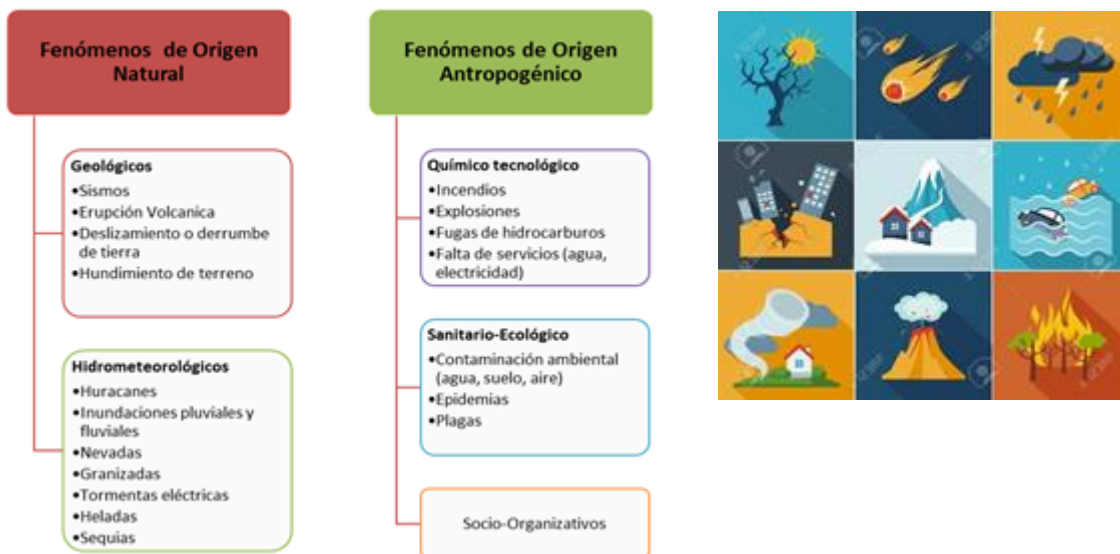 Fenómenos de Origen
Natural
Geológicos
•Sismos
•Erupción Volcanica
•Deslizamiento o derrumbe
de tierra
•Hundimiento de terreno
Hidrometeorológicos
•Huracanes
•Inundaciones pluviales y
fluviales
•Nevadas
•Granizadas
•Tormentas eléctricas
•Heladas
•Sequias
Fenómenos de Origen
Antropogénico
Químico tecnológico
•Incendios
•Explosiones
•Fugas de hidrocarburos
•Falta de servicios (agua,
electricidad)
Sanitario-Ecológico
•Contaminación ambiental
(agua, suelo, aire)
•Epidemias
•Plagas
Socio-Organizativos